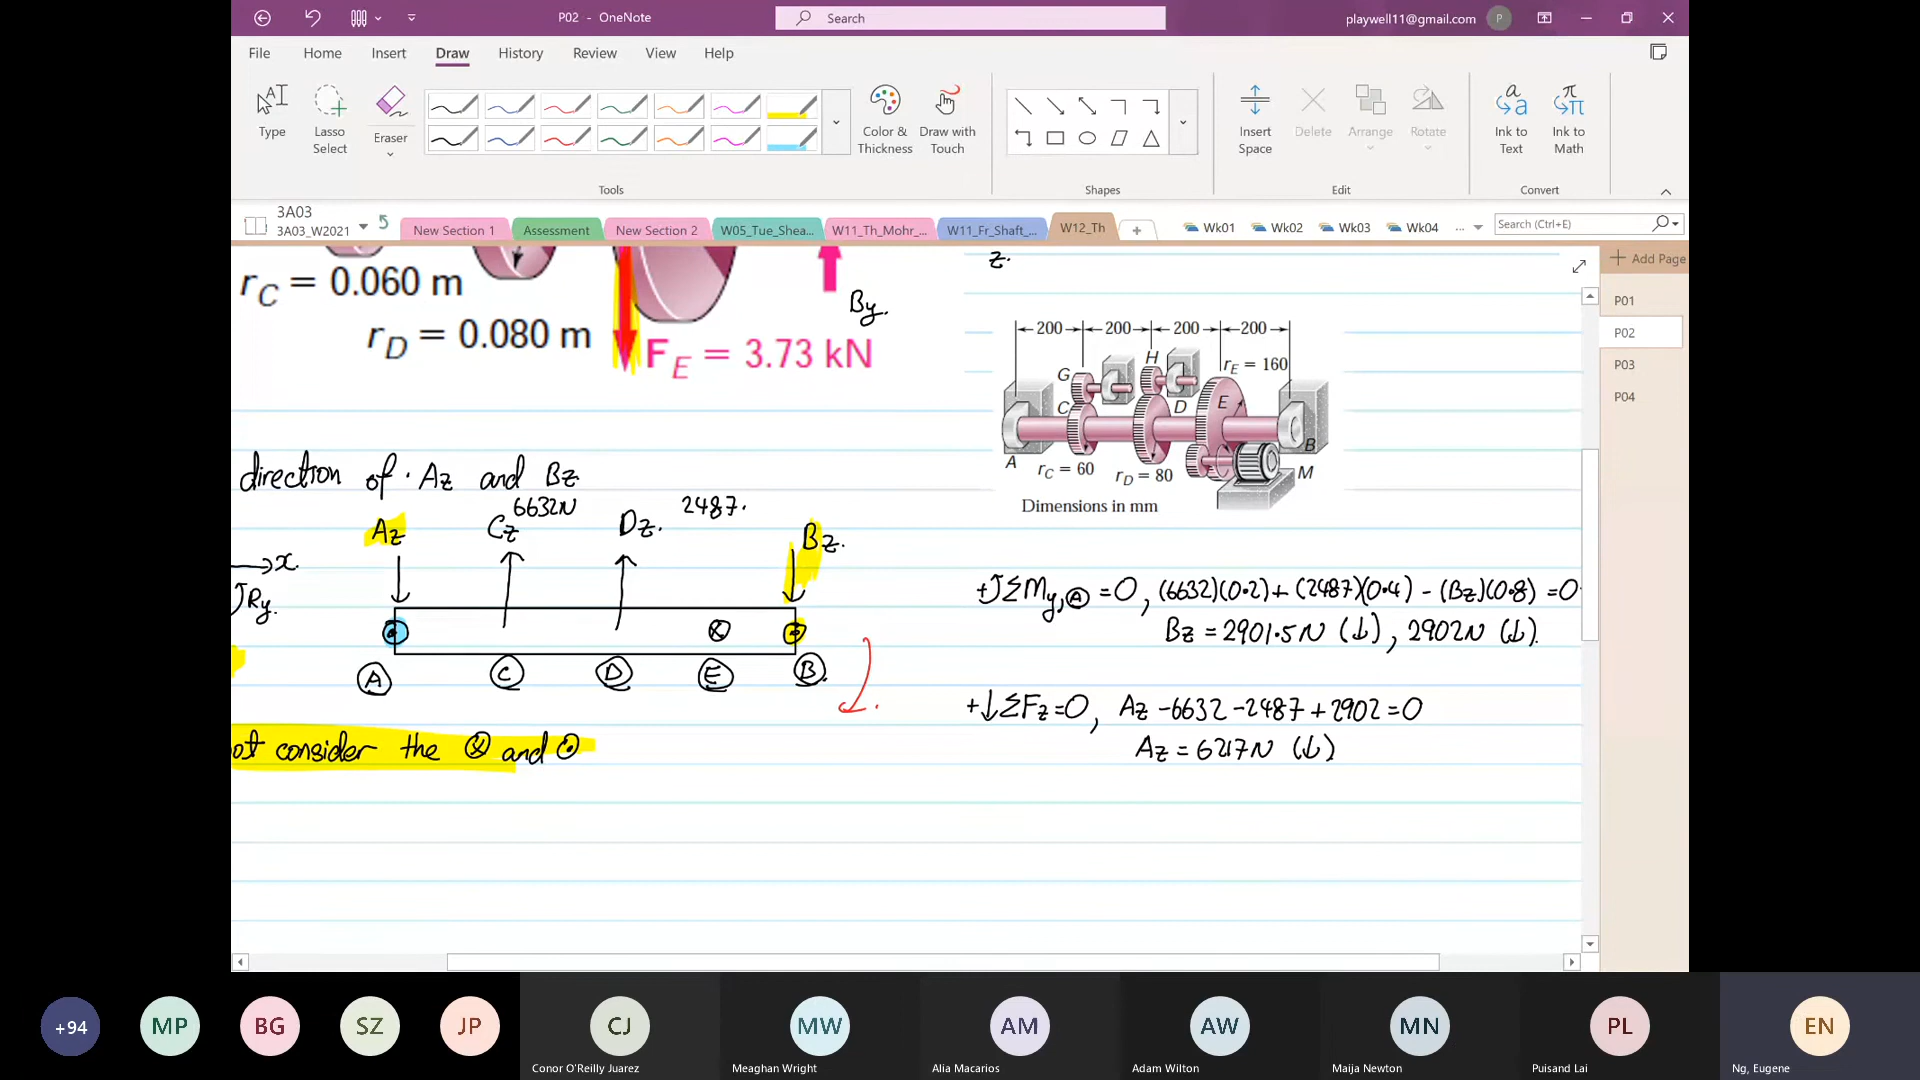 P02 - OneNote
Search
playwell11@gmail.com
P
File Home Insert Draw History Review View Help
Type
Lasso Select
Eraser
Color & Thickness
Draw with Touch
Insert Space
Delete
Arrange
Rotate
Ink to Text
Ink to Math
Tools
Shapes
Edit
Convert
3A03
3A03_W2021
New Section 1
Assessment
New Section 2
W05_Tue_Shea...
W11_Th_Mohr_...
W11_Fr_Shaft_...
W12_Th
Wk01
Wk02
Wk03
Wk04
...
Search (Ctrl+E)
Add Page
P01
P02
P03
P04
rC = 0.060 m
rD = 0.080 m
FE = 3.73 kN
By.
z.
200 200 200 200
G H rE = 160
C D E
A B
rC = 60 rD = 80 M
Dimensions in mm
direction of Az and Bz
Az Cz 6632N Dz. 2487. Bz.
x
Ry.
A C D E B.
ot consider the ⊗ and ⊙
+ΣMy,A =0, (6632)(0.2)+(2487)(0.4) - (Bz)(0.8) =0
Bz = 2901.5N (↓), 2902N (↓).
+↓ΣFz=0, Az -6632-2487+2902=0
Az = 6217N (↓)
+94
MP
BG
SZ
JP
CJ
Conor O'Reilly Juarez
MW
Meaghan Wright
AM
Alia Macarios
AW
Adam Wilton
MN
Maija Newton
PL
Puisand Lai
EN
Ng, Eugene